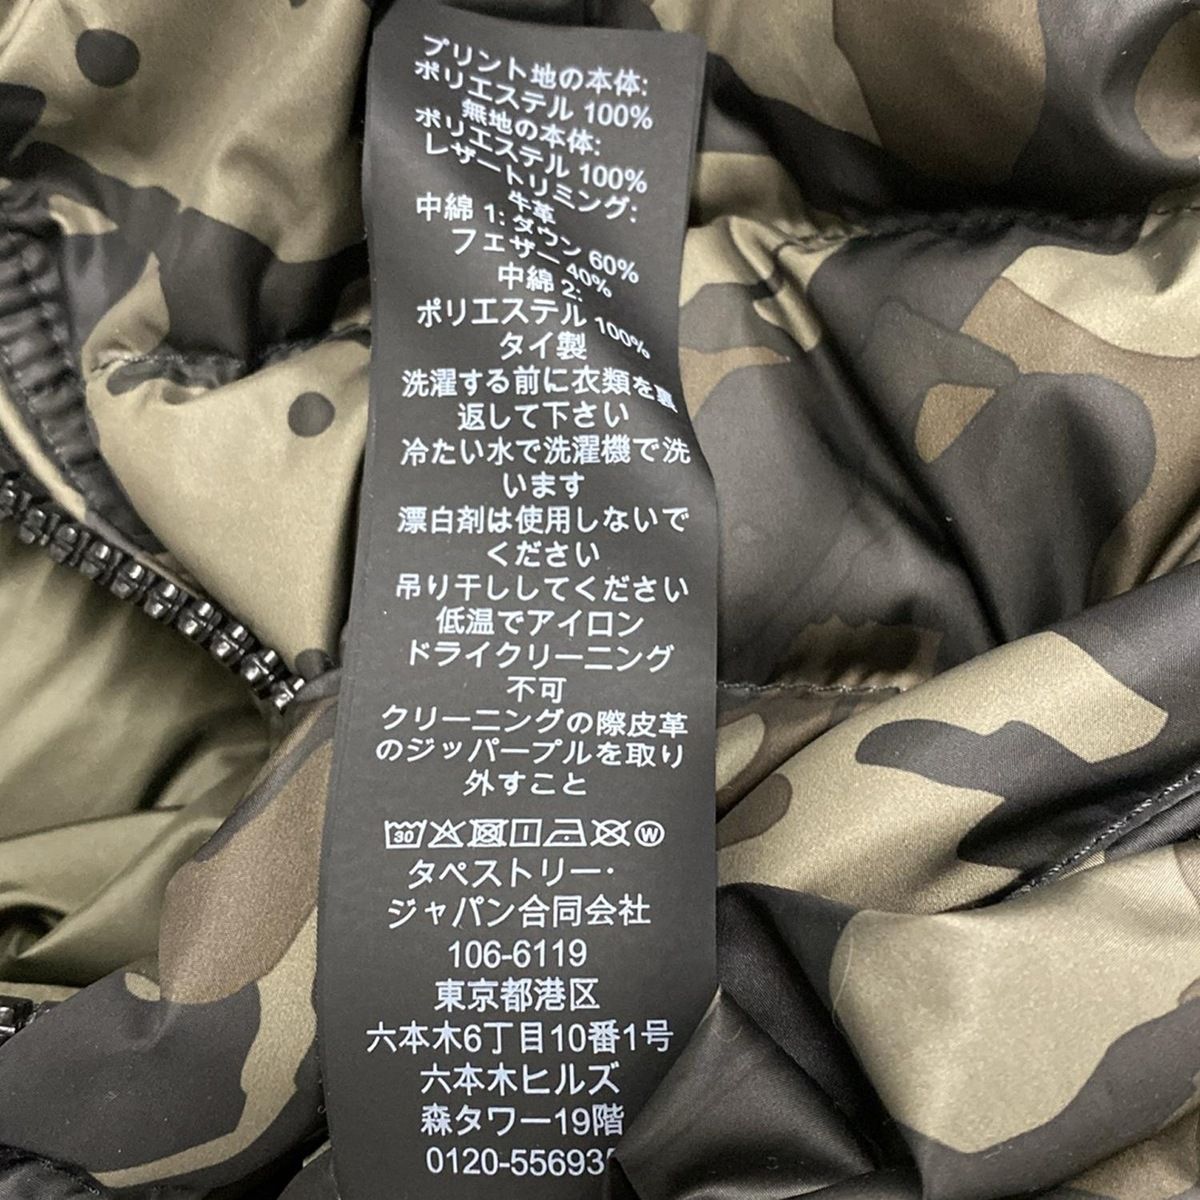 プリント地の本体:
ポリエステル 100%
無地の本体:
ポリエステル 100%
レザートリミング:
牛革
中綿 1: ダウン 60%
フェザー 40%
中綿 2:
ポリエステル 100%
タイ製
洗濯する前に衣類を裏
返して下さい
冷たい水で洗濯機で洗
います
漂白剤は使用しないで
ください
吊り干ししてください
低温でアイロン
ドライクリーニング
不可
クリーニングの際皮革
のジッパープルを取り
外すこと
30 W
タペストリー·
ジャパン合同会社
106-6119
東京都港区
六本木6丁目10番1号
六本木ヒルズ
森タワー19階
0120-556935